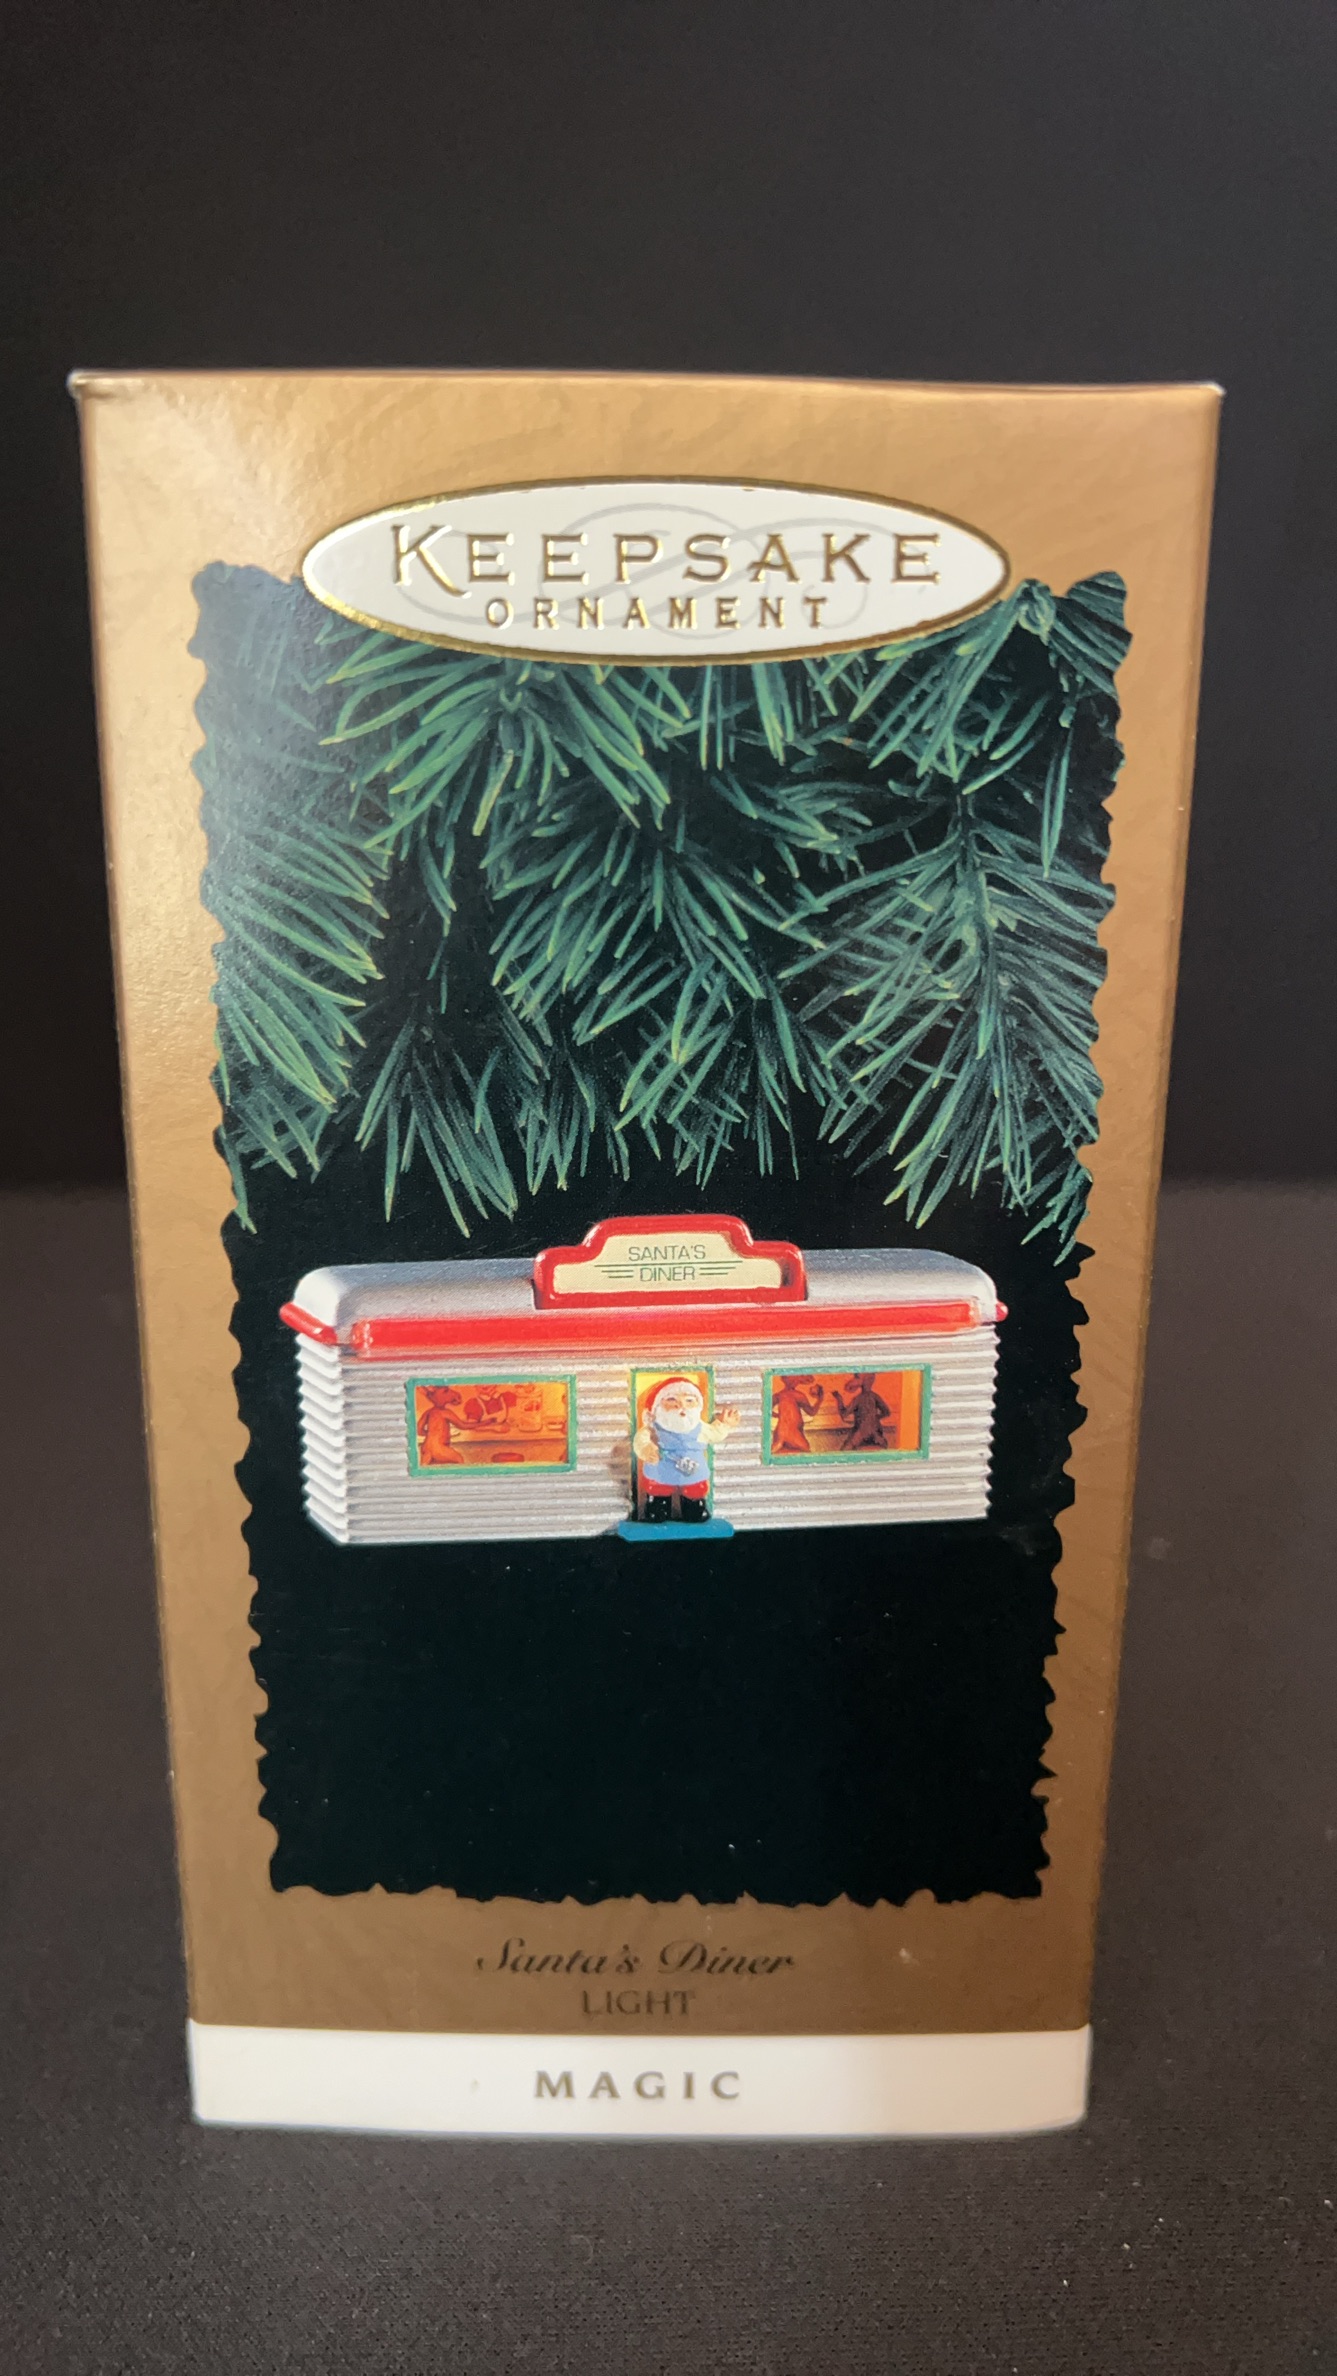 KEEPSAKE
ORNAMENT
SANTA'S
DINER
Santa's Diner
LIGHT
MAGIC